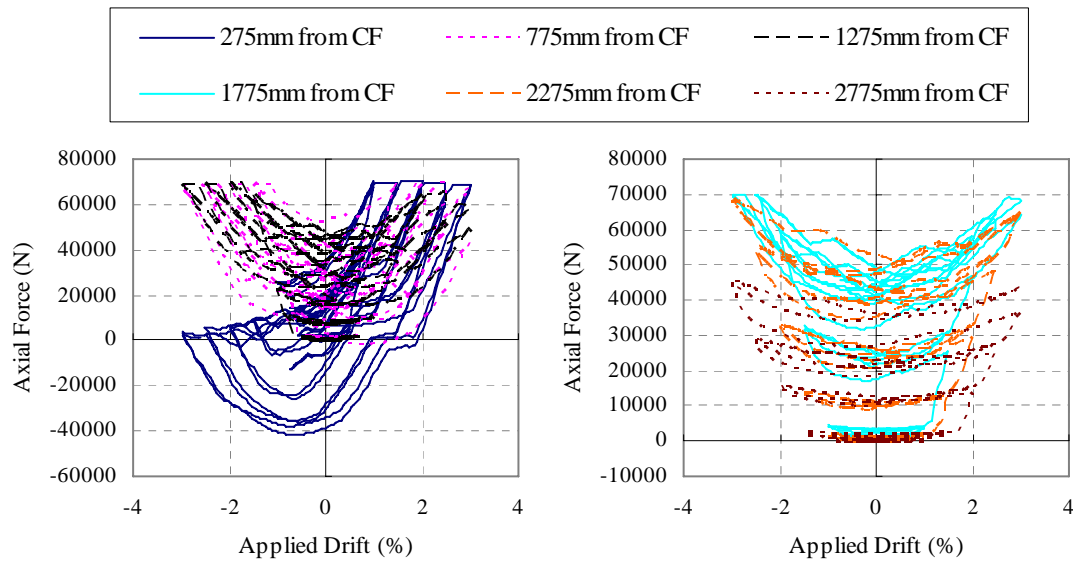 275mm from CF 775mm from CF 1275mm from CF
1775mm from CF 2275mm from CF 2775mm from CF
80000
60000
40000
20000
0
-20000
-40000
-60000
-4 -2 0 2 4
Axial Force (N)
Applied Drift (%)
80000
70000
60000
50000
40000
30000
20000
10000
0
-10000
-4 -2 0 2 4
Axial Force (N)
Applied Drift (%)